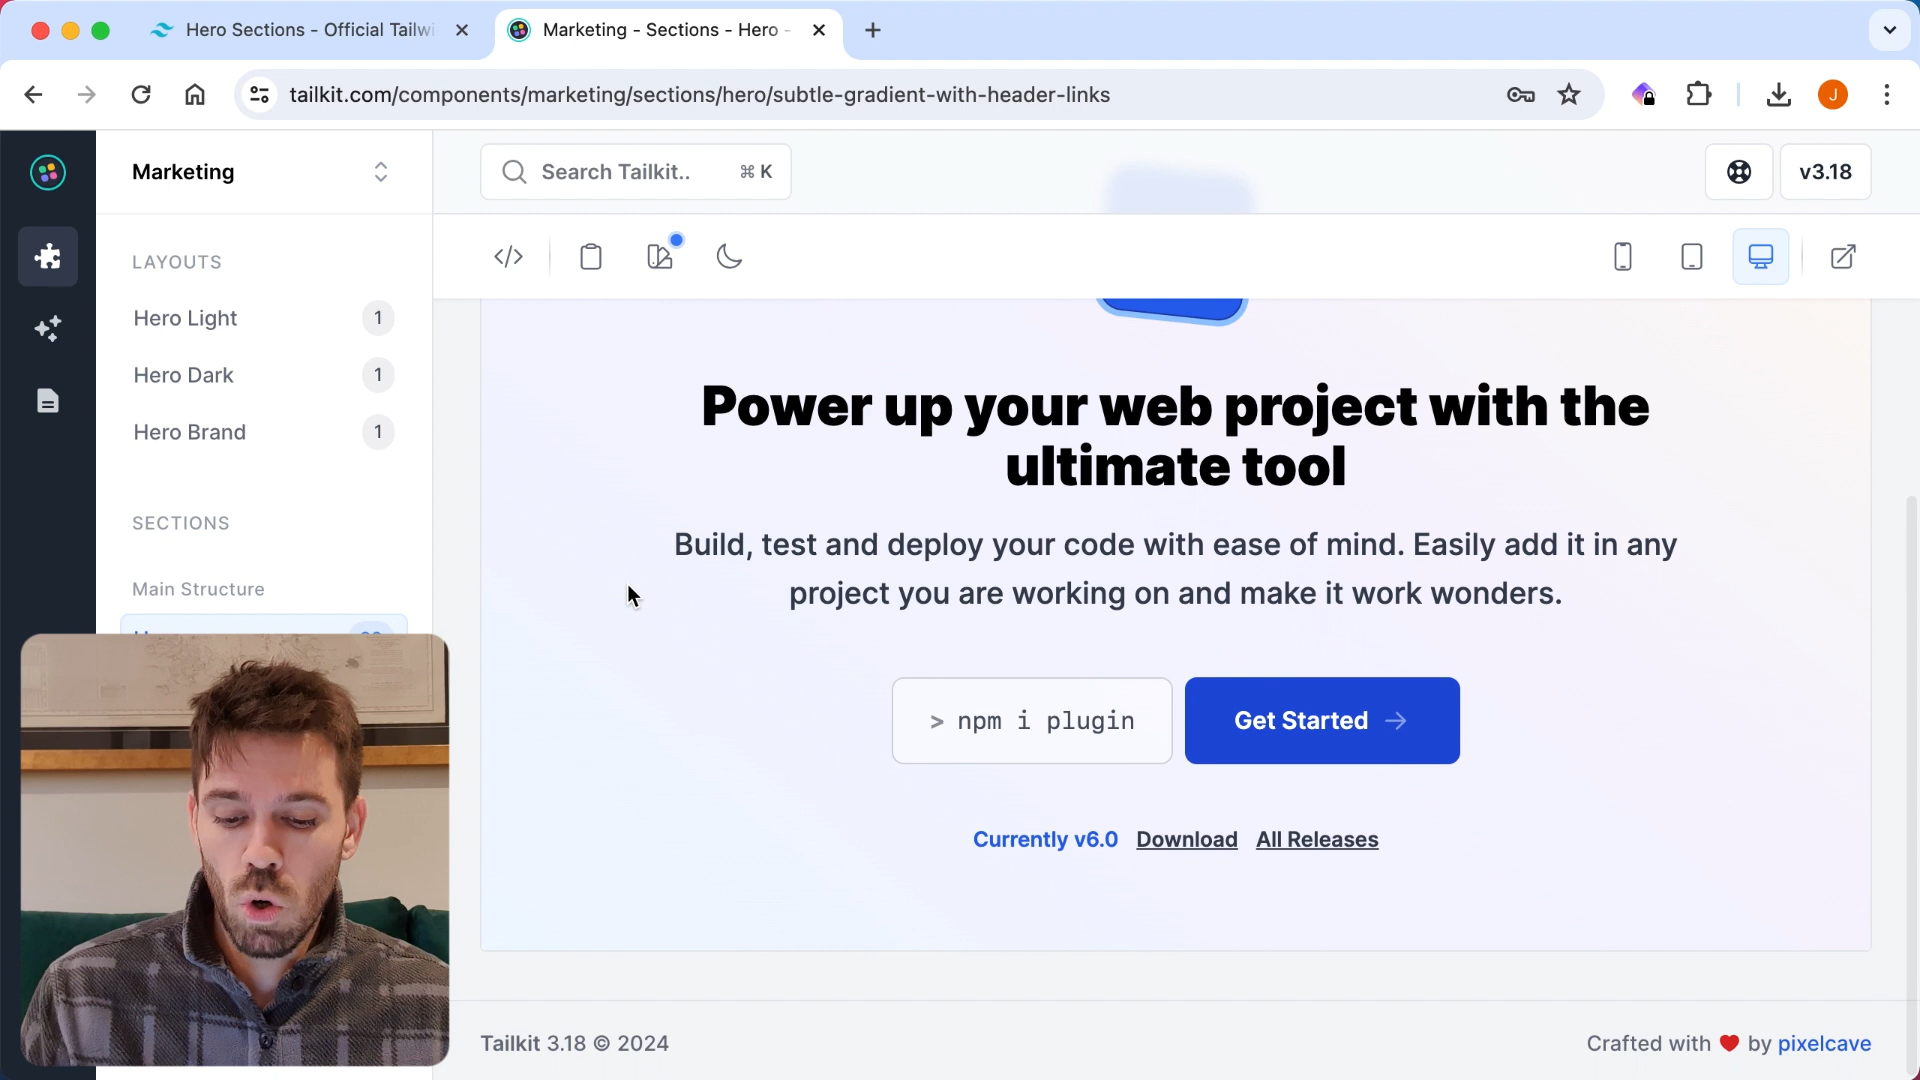 Hero Sections - Official Tailwi
Marketing - Sections - Hero -
tailkit.com/components/marketing/sections/hero/subtle-gradient-with-header-links
J
Marketing
Search Tailkit..
⌘ K
v3.18
LAYOUTS
Hero Light
1
Hero Dark
1
Hero Brand
1
SECTIONS
Main Structure
Power up your web project with the
ultimate tool
Build, test and deploy your code with ease of mind. Easily add it in any
project you are working on and make it work wonders.
> npm i plugin
Get Started →
Currently v6.0 Download All Releases
Tailkit 3.18 © 2024
Crafted with ❤ by pixelcave